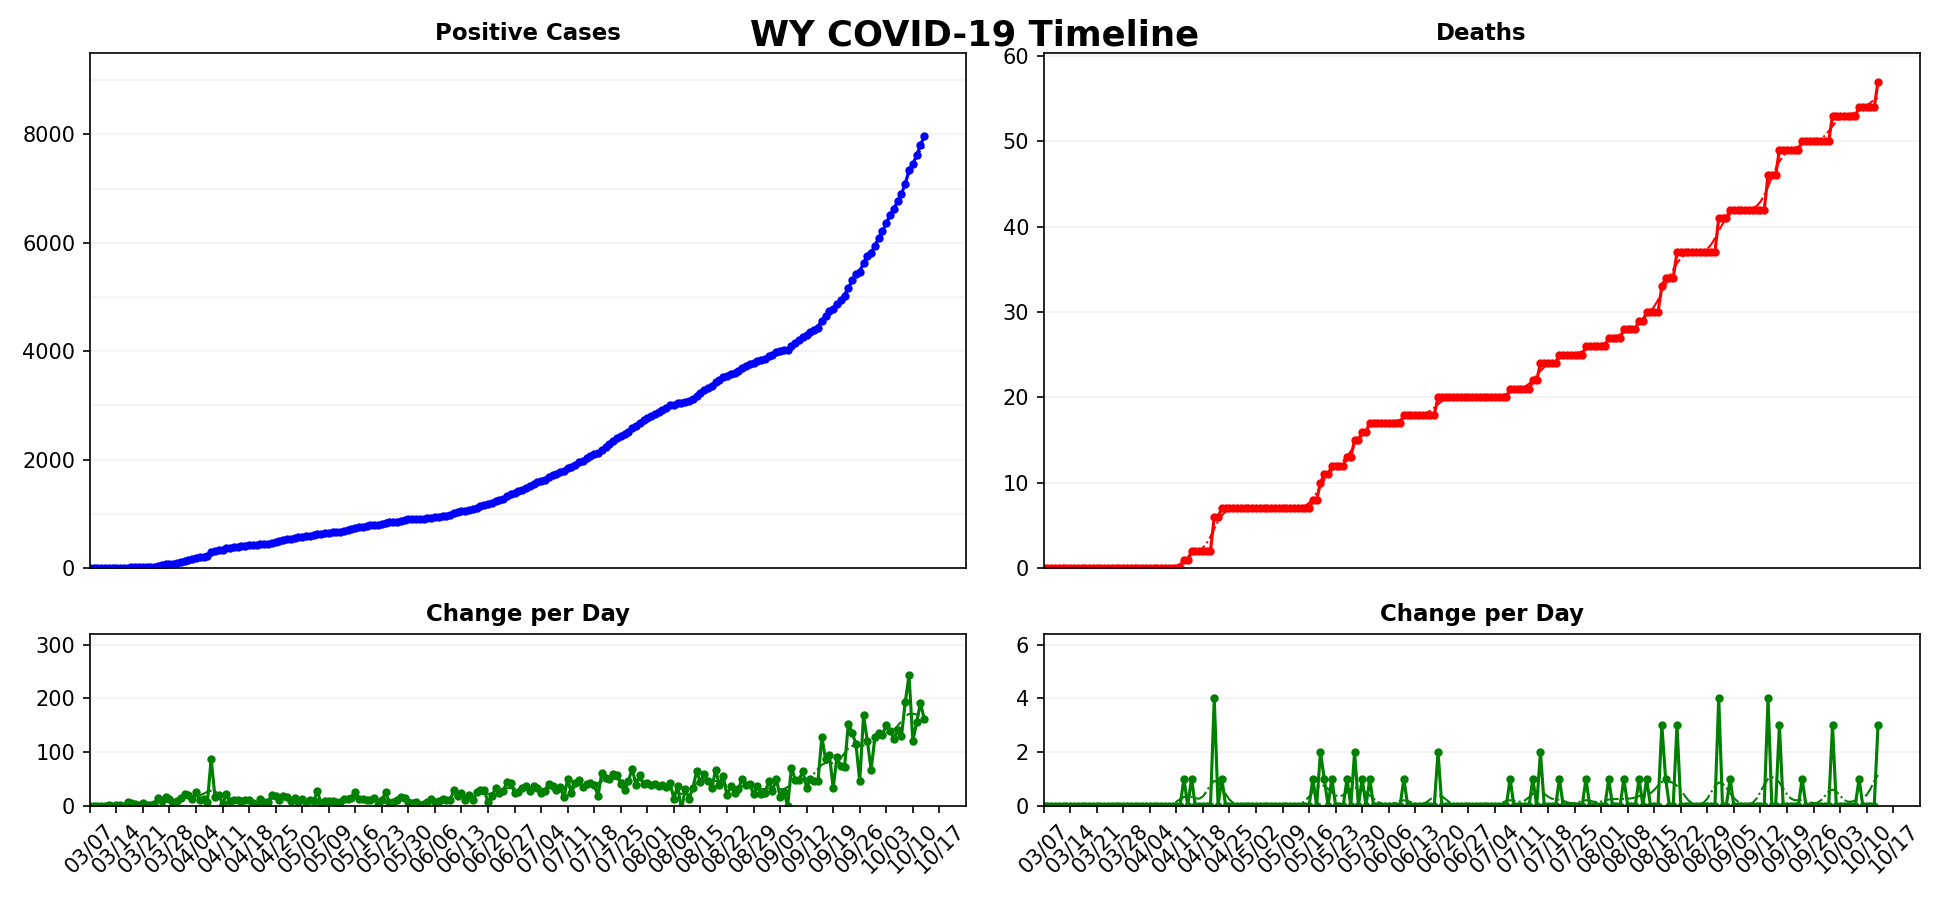 WY COVID-19 Timeline
Positive Cases
8000
6000
4000
2000
0
Deaths
60
50
40
30
20
10
0
Change per Day
300
200
100
0
03/07 03/14 03/21 03/28 04/04 04/11 04/18 04/25 05/02 05/09 05/16 05/23 05/30 06/06 06/13 06/20 06/27 07/04 07/11 07/18 07/25 08/01 08/08 08/15 08/22 08/29 09/05 09/12 09/19 09/26 10/03 10/10 10/17
Change per Day
6
4
2
0
03/07 03/14 03/21 03/28 04/04 04/11 04/18 04/25 05/02 05/09 05/16 05/23 05/30 06/06 06/13 06/20 06/27 07/04 07/11 07/18 07/25 08/01 08/08 08/15 08/22 08/29 09/05 09/12 09/19 09/26 10/03 10/10 10/17